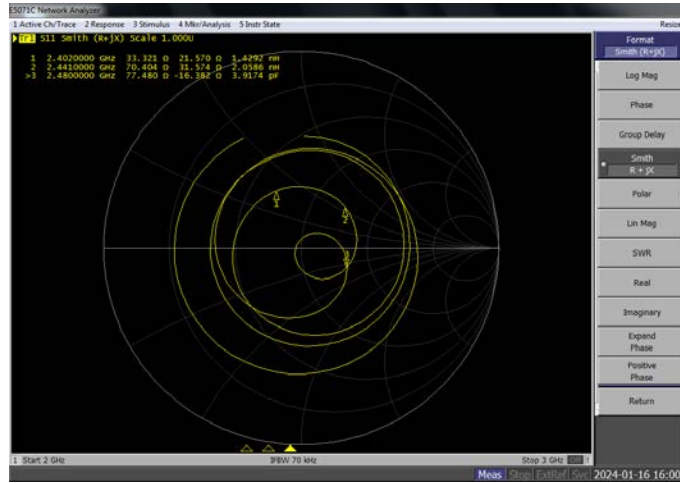 E5071C Network Analyzer
1 Active Ch/Trace 2 Response 3 Stimulus 4 Mkr/Analysis 5 Instr State
Resize
Tr1 S11 Smith (R+jX) Scale 1.000U
1 2.4020000 GHz 33.321 Ω 21.570 Ω 1.4292 nH
2 2.4410000 GHz 70.404 Ω 31.574 Ω 2.0586 nH
>3 2.4800000 GHz 77.480 Ω -16.382 Ω 3.9174 pF
1
2
3
Format
Smith (R+jX)
Log Mag
Phase
Group Delay
Smith
R + jX
Polar
Lin Mag
SWR
Real
Imaginary
Expand
Phase
Positive
Phase
Return
1 Start 2 GHz
IFBW 70 kHz
Stop 3 GHz Off !
Meas Stop ExtRef Svc 2024-01-16 16:00